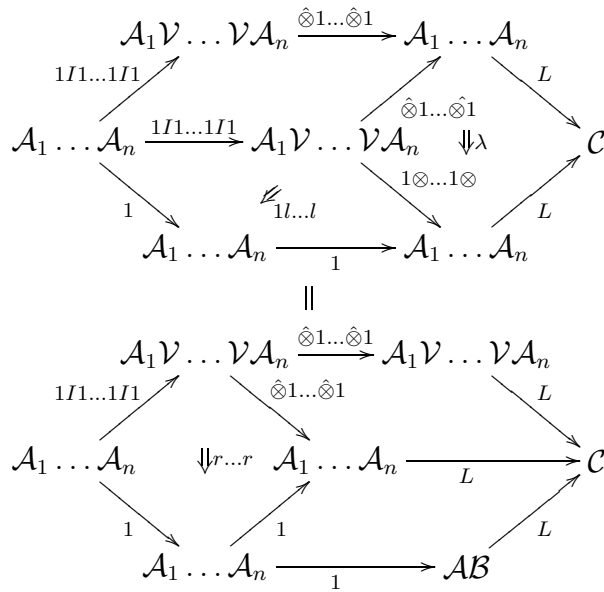 𝒜₁𝒱 … 𝒱𝒜ₙ ⊗̂1...⊗̂1 𝒜₁ … 𝒜ₙ
1I1...1I1 L
𝒜₁ … 𝒜ₙ 1I1...1I1 𝒜₁𝒱 … 𝒱𝒜ₙ ⊗̂1...⊗̂1 ⇓λ 𝒞
1⊗...1⊗
1 ⇙ 1l...l L
𝒜₁ … 𝒜ₙ 1 𝒜₁ … 𝒜ₙ
||
𝒜₁𝒱 … 𝒱𝒜ₙ ⊗̂1...⊗̂1 𝒜₁𝒱 … 𝒱𝒜ₙ
1I1...1I1 ⊗̂1...⊗̂1 L
𝒜₁ … 𝒜ₙ ⇓r...r 𝒜₁ … 𝒜ₙ L 𝒞
1 1 L
𝒜₁ … 𝒜ₙ 1 𝒜ℬ